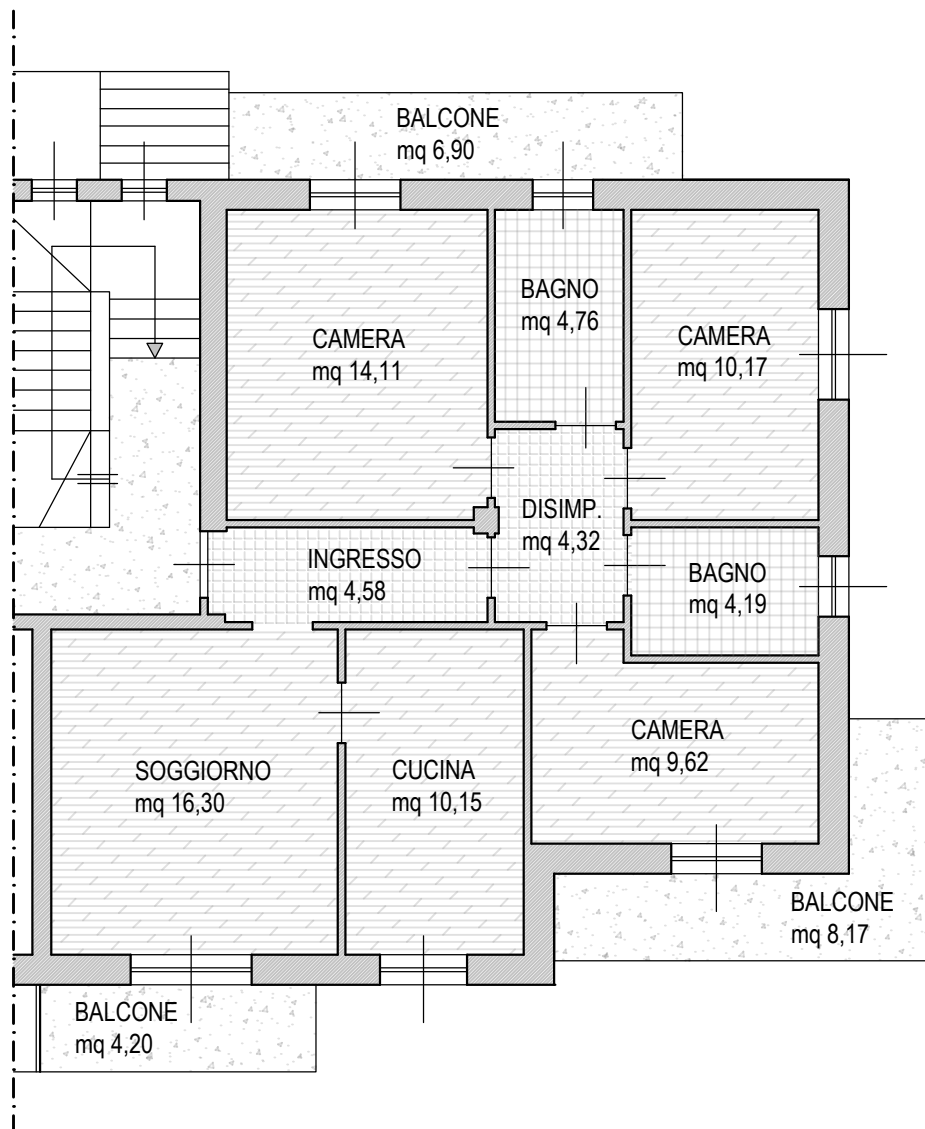 BALCONE
mq 6,90
BAGNO
mq 4,76
CAMERA
mq 14,11
CAMERA
mq 10,17
DISIMP.
mq 4,32
INGRESSO
mq 4,58
BAGNO
mq 4,19
CAMERA
mq 9,62
SOGGIORNO
mq 16,30
CUCINA
mq 10,15
BALCONE
mq 8,17
BALCONE
mq 4,20